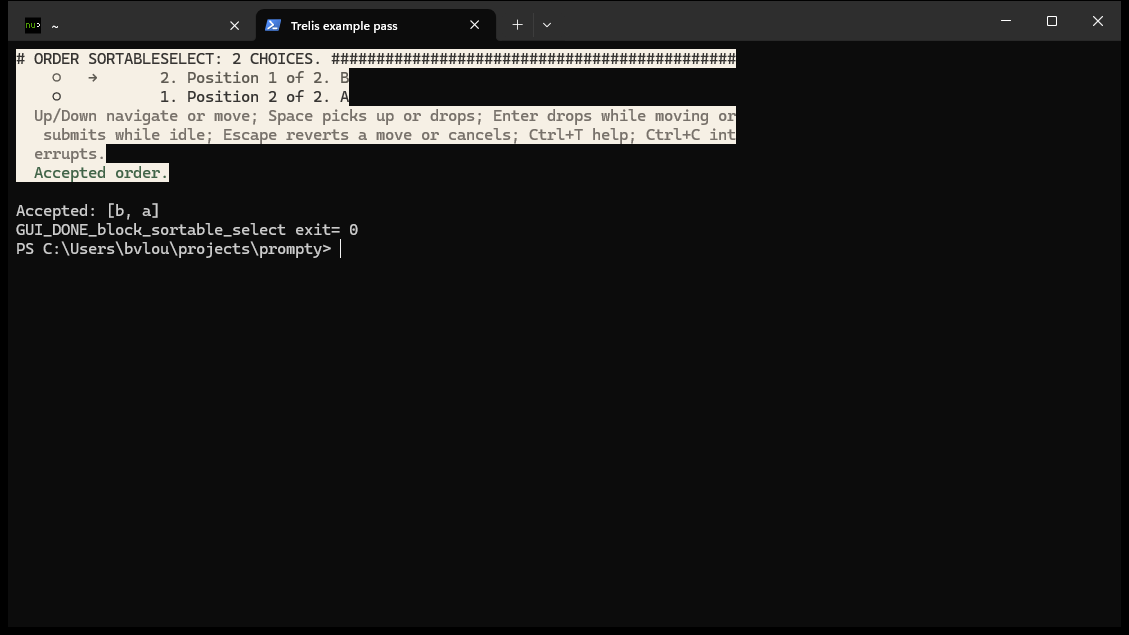 nu> ~
Trelis example pass
# ORDER SORTABLESELECT: 2 CHOICES. #############################################
○ → 2. Position 1 of 2. B
○ 1. Position 2 of 2. A
Up/Down navigate or move; Space picks up or drops; Enter drops while moving or
submits while idle; Escape reverts a move or cancels; Ctrl+T help; Ctrl+C int
errupts.
Accepted order.
Accepted: [b, a]
GUI_DONE_block_sortable_select exit= 0
PS C:\Users\bvlou\projects\prompty>